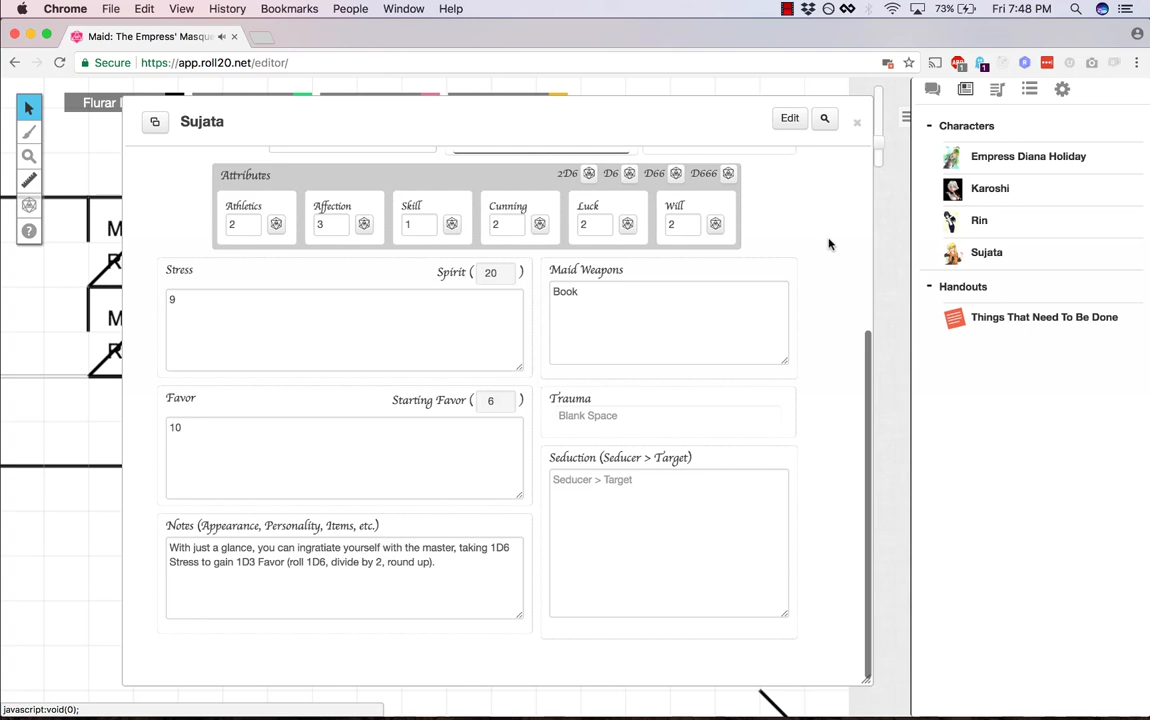 Chrome File Edit View History Bookmarks People Window Help 73% Fri 7:48 PM
Maid: The Empress' Masque
Secure https://app.roll20.net/editor/
Flurar
Sujata Edit
Characters
Empress Diana Holiday
Karoshi
Rin
Sujata
Handouts
Things That Need To Be Done
Attributes 2D6 D6 D66 D666
Athletics Affection Skill Cunning Luck Will
2 3 1 2 2 2
Stress Spirit ( 20 )
9
Maid Weapons
Book
Favor Starting Favor ( 6 )
10
Trauma
Blank Space
Seduction (Seducer > Target)
Seducer > Target
Notes (Appearance, Personality, Items, etc.)
With just a glance, you can ingratiate yourself with the master, taking 1D6
Stress to gain 1D3 Favor (roll 1D6, divide by 2, round up).
M
R
M
R
javascript:void(0);